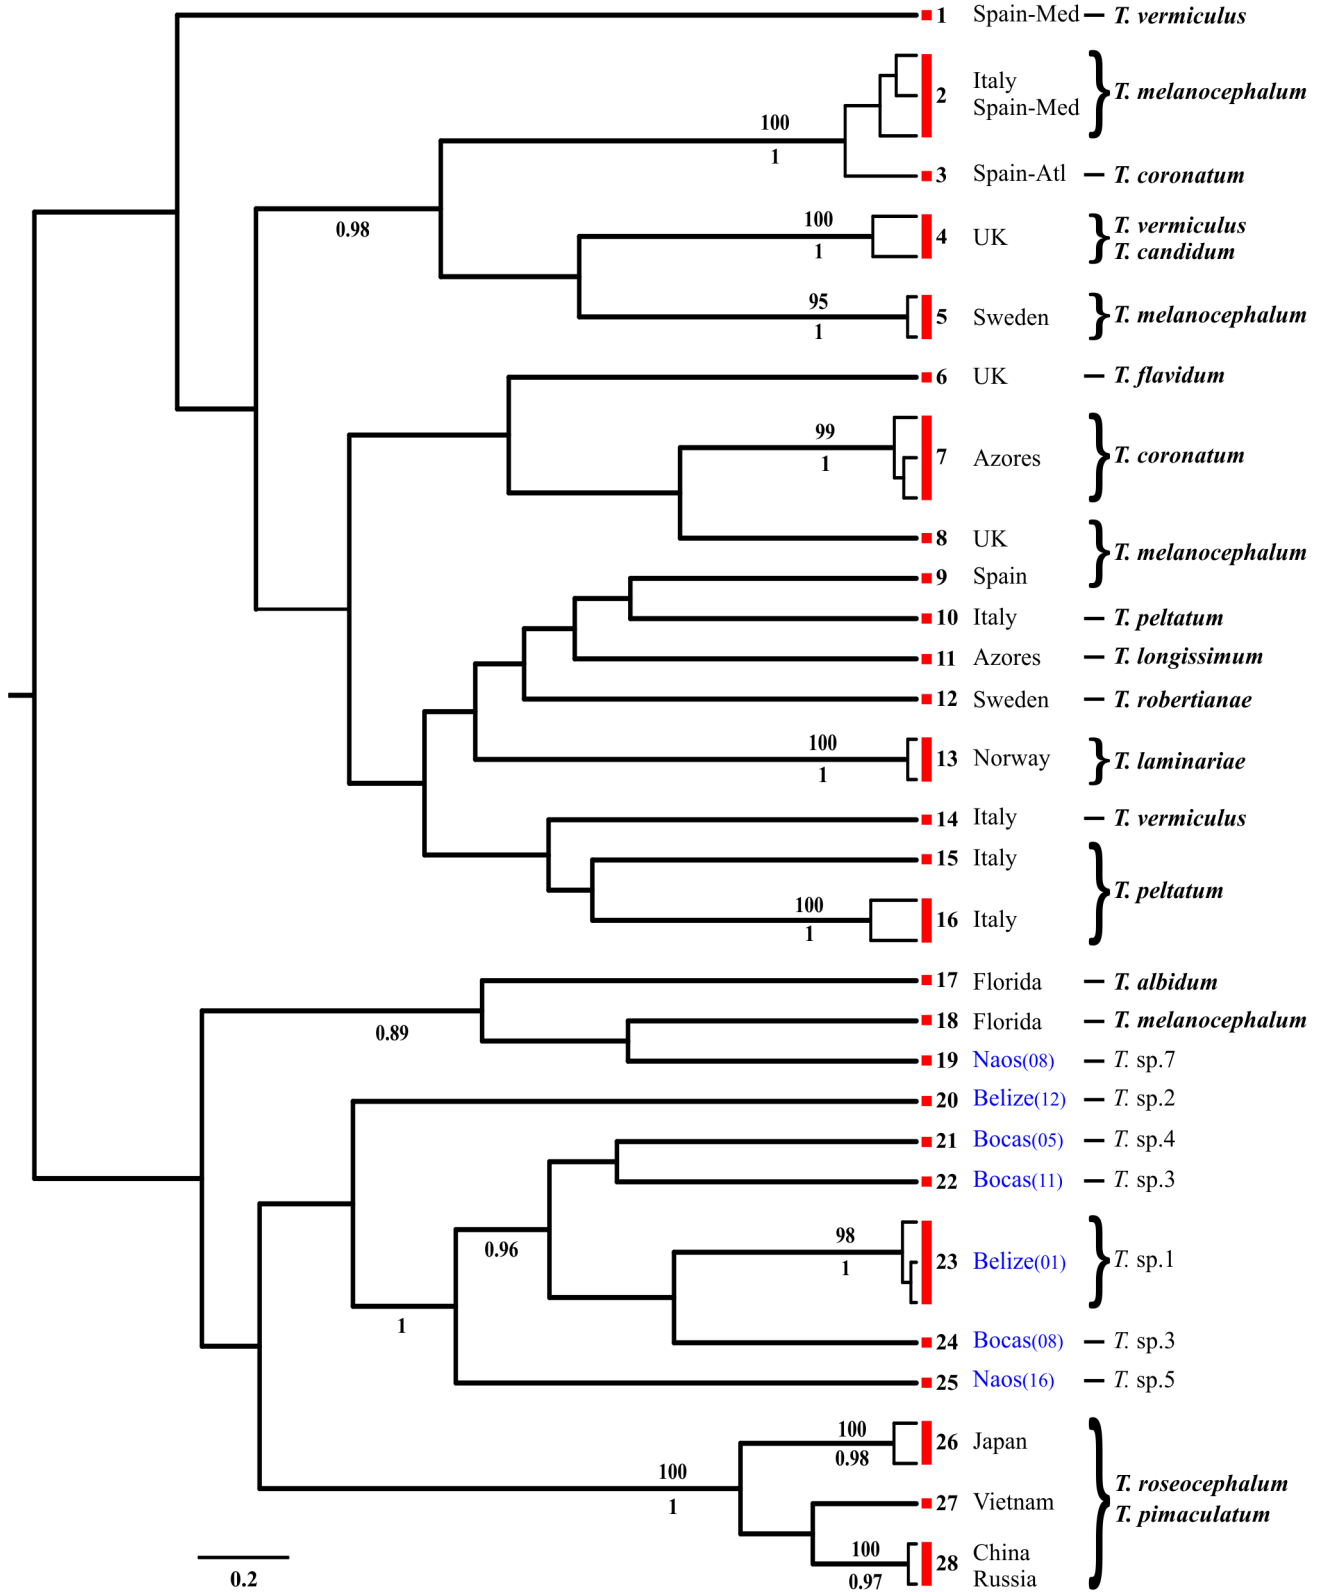 1 Spain-Med — T. vermiculus
2 Italy
Spain-Med
T. melanocephalum
100
1
3 Spain-Atl — T. coronatum
0.98
100
1
4 UK
T. vermiculus
T. candidum
95
1
5 Sweden T. melanocephalum
6 UK — T. flavidum
99
1
7 Azores T. coronatum
8 UK
T. melanocephalum
9 Spain
10 Italy — T. peltatum
11 Azores — T. longissimum
12 Sweden — T. robertianae
100
1
13 Norway T. laminariae
14 Italy — T. vermiculus
15 Italy
T. peltatum
100
1
16 Italy
17 Florida — T. albidum
0.89
18 Florida — T. melanocephalum
19 Naos(08) — T. sp.7
20 Belize(12) — T. sp.2
21 Bocas(05) — T. sp.4
22 Bocas(11) — T. sp.3
0.96
98
1
23 Belize(01) T. sp.1
1
24 Bocas(08) — T. sp.3
25 Naos(16) — T. sp.5
100
0.98
26 Japan
100
1
T. roseocephalum
T. pimaculatum
27 Vietnam
100
0.97
28 China
Russia
0.2